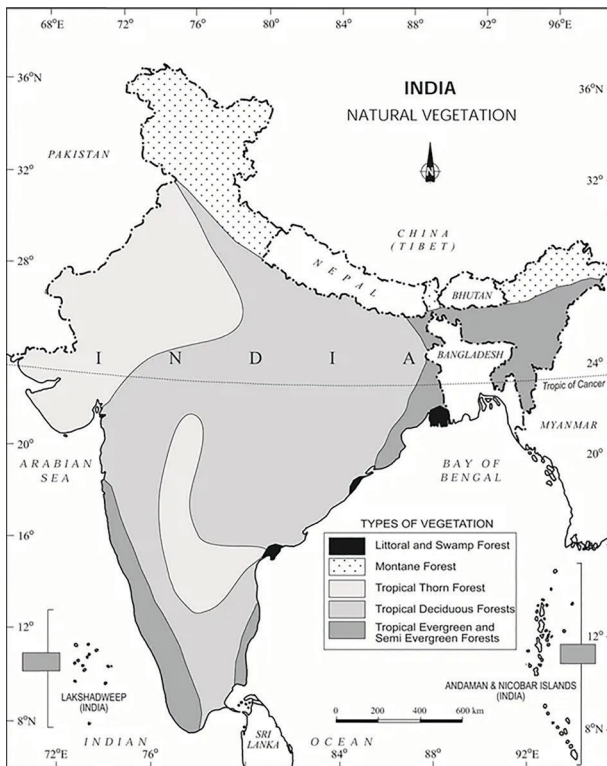 68°E 72° 76° 80° 84° 88° 92° 96°
36°N
36°N
INDIA
NATURAL VEGETATION
N
PAKISTAN
32°
32°
CHINA
(TIBET)
28°
28°
NEPAL
BHUTAN
INDIA
BANGLADESH
24°
24°
Tropic of Cancer
MYANMAR
20°
20°
ARABIAN
SEA
BAY OF
BENGAL
16°
16°
TYPES OF VEGETATION
Littoral and Swamp Forest
Montane Forest
Tropical Thorn Forest
Tropical Deciduous Forests
Tropical Evergreen and
Semi Evergreen Forests
12°
12°
LAKSHADWEEP
(INDIA)
ANDAMAN & NICOBAR ISLANDS
(INDIA)
0 200 400 600 km
8°N
8°N
SRI
LANKA
INDIAN OCEAN
72°E 76° 80° 84° 88° 92°E